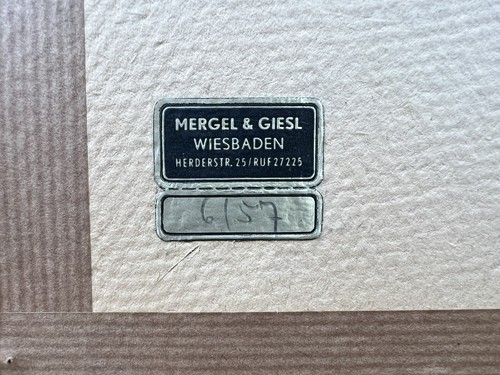 MERGEL & GIESL
WIESBADEN
HERDERSTR. 25/RUF 27225
6/57